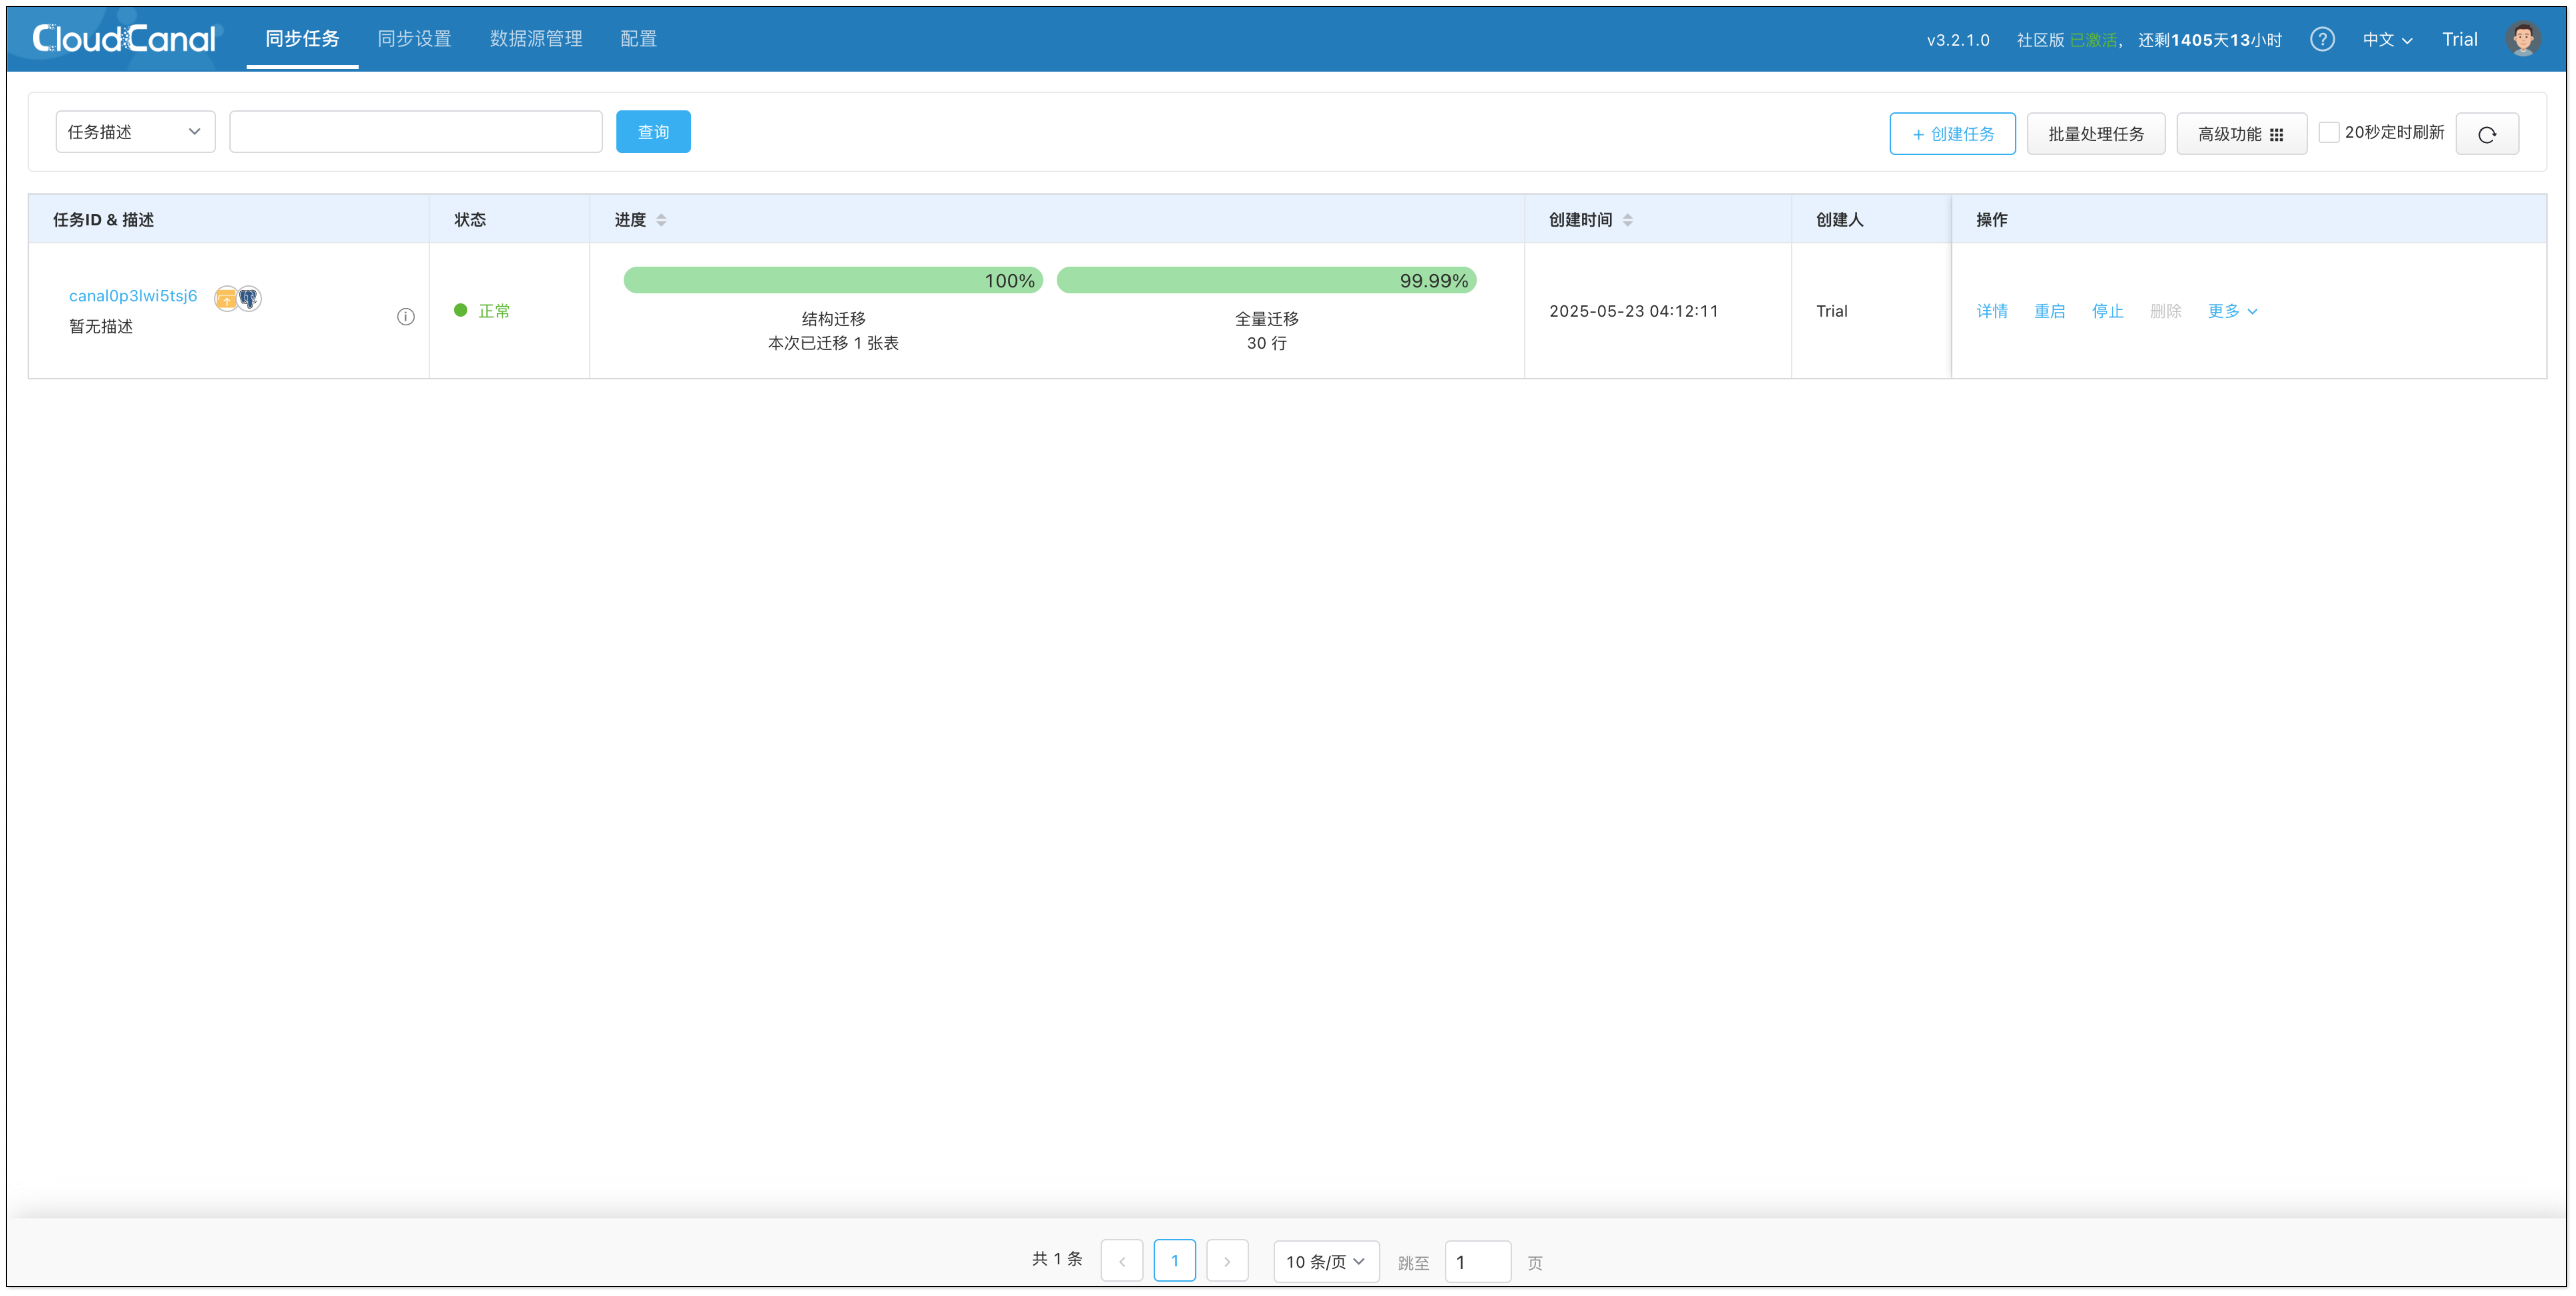 CloudCanal 同步任务 同步设置 数据源管理 配置 v3.2.1.0 社区版 已激活， 还剩1405天13小时 ? 中文 Trial
任务描述 查询 + 创建任务 批量处理任务 高级功能 20秒定时刷新
任务ID & 描述 状态 进度 创建时间 创建人 操作
100% 99.99%
canal0p3lwi5tsj6
正常 2025-05-23 04:12:11 Trial 详情 重启 停止 删除 更多
暂无描述 结构迁移 全量迁移
本次已迁移 1 张表 30 行
共 1 条 < 1 > 10 条/页 跳至 1 页